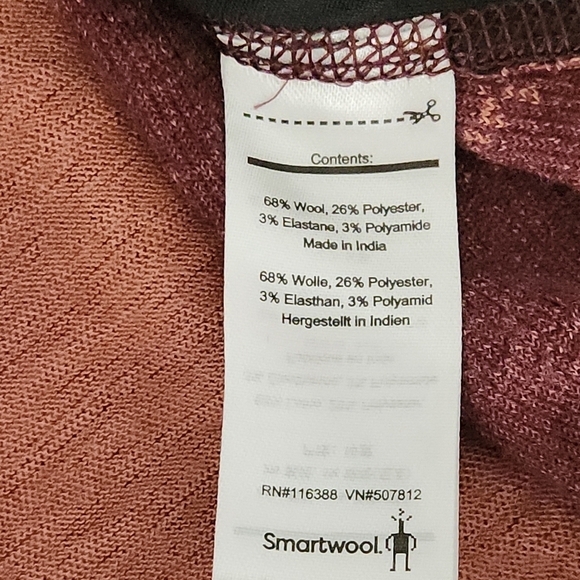 Contents:
68% Wool, 26% Polyester,
3% Elastane, 3% Polyamide
Made in India
68% Wolle, 26% Polyester,
3% Elasthan, 3% Polyamid
Hergestellt in Indien
RN#116388 VN#507812
Smartwool.